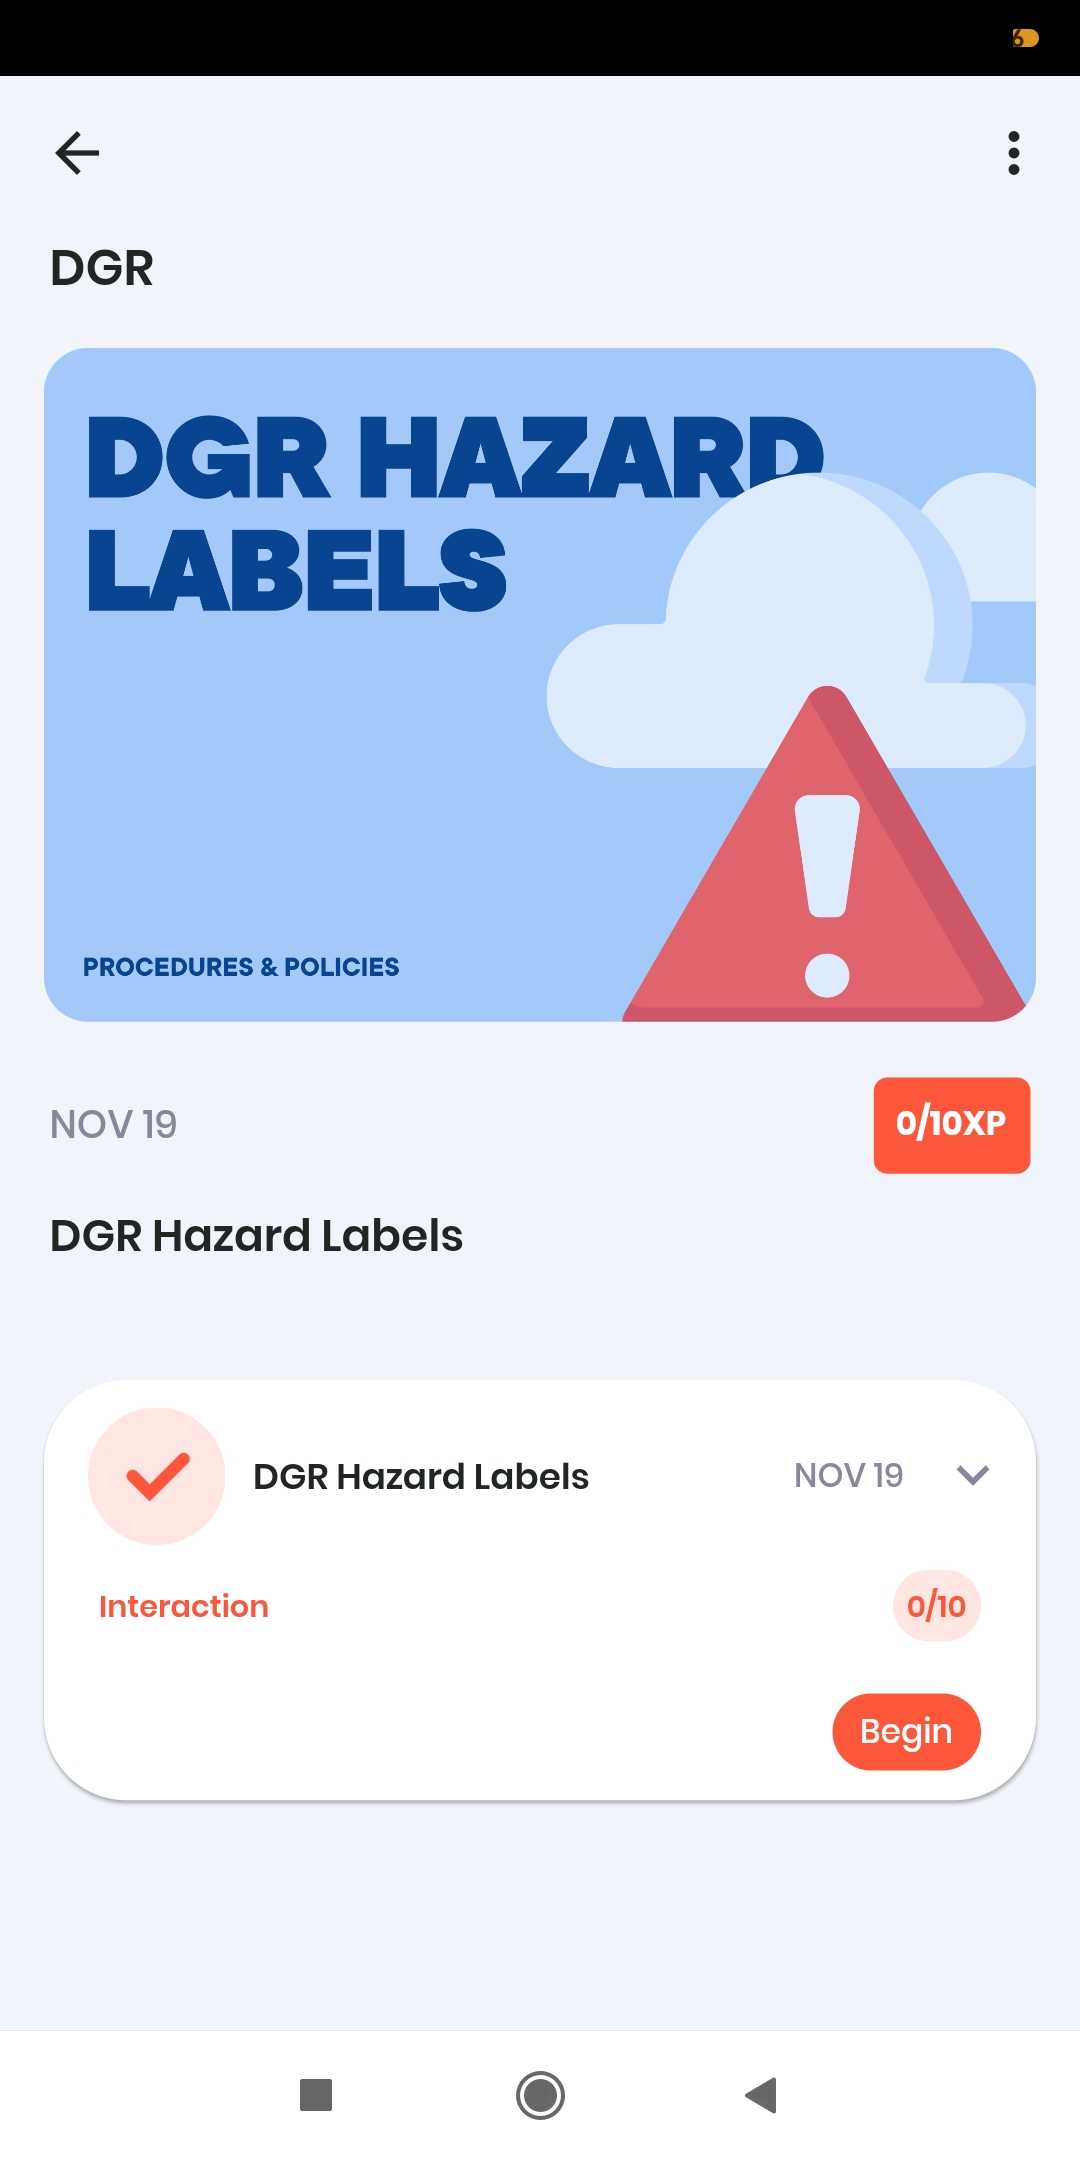 6
DGR
DGR HAZARD
LABELS
PROCEDURES & POLICIES
NOV 19
0/10XP
DGR Hazard Labels
DGR Hazard Labels
NOV 19
Interaction
0/10
Begin